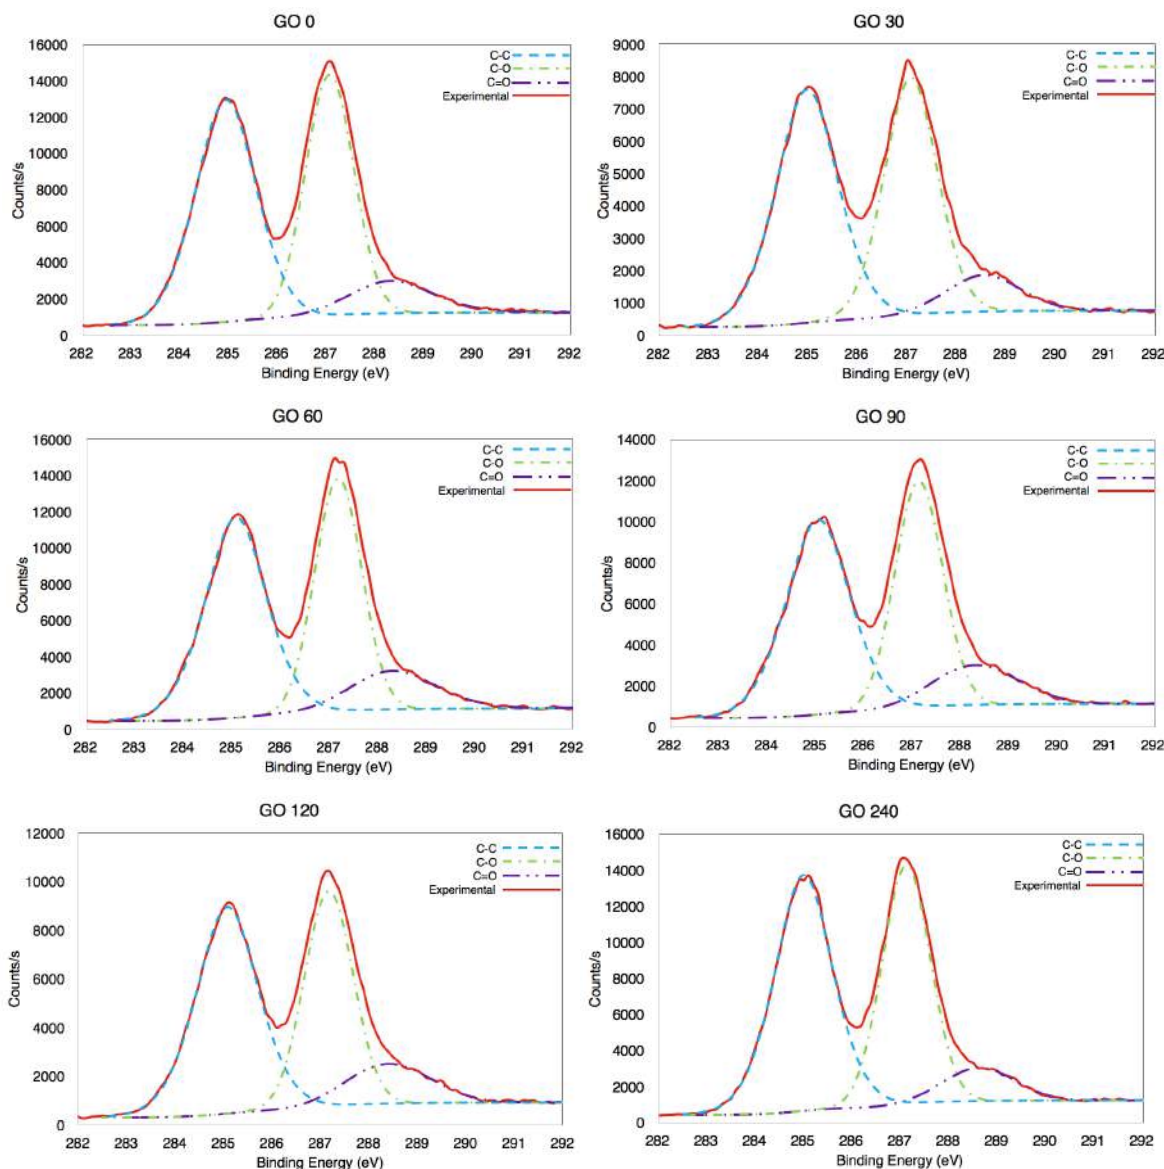 GO 0
16000
14000
12000
10000
8000
6000
4000
2000
0
Counts/s
C-C
C-O
C=O
Experimental
282 283 284 285 286 287 288 289 290 291 292
Binding Energy (eV)
GO 30
9000
8000
7000
6000
5000
4000
3000
2000
1000
0
Counts/s
C-C
C-O
C=O
Experimental
282 283 284 285 286 287 288 289 290 291 292
Binding Energy (eV)
GO 60
16000
14000
12000
10000
8000
6000
4000
2000
0
Counts/s
C-C
C-O
C=O
Experimental
282 283 284 285 286 287 288 289 290 291 292
Binding Energy (eV)
GO 90
14000
12000
10000
8000
6000
4000
2000
0
Counts/s
C-C
C-O
C=O
Experimental
282 283 284 285 286 287 288 289 290 291 292
Binding Energy (eV)
GO 120
12000
10000
8000
6000
4000
2000
0
Counts/s
C-C
C-O
C=O
Experimental
282 283 284 285 286 287 288 289 290 291 292
Binding Energy (eV)
GO 240
16000
14000
12000
10000
8000
6000
4000
2000
0
Counts/s
C-C
C-O
C=O
Experimental
282 283 284 285 286 287 288 289 290 291 292
Binding Energy (eV)